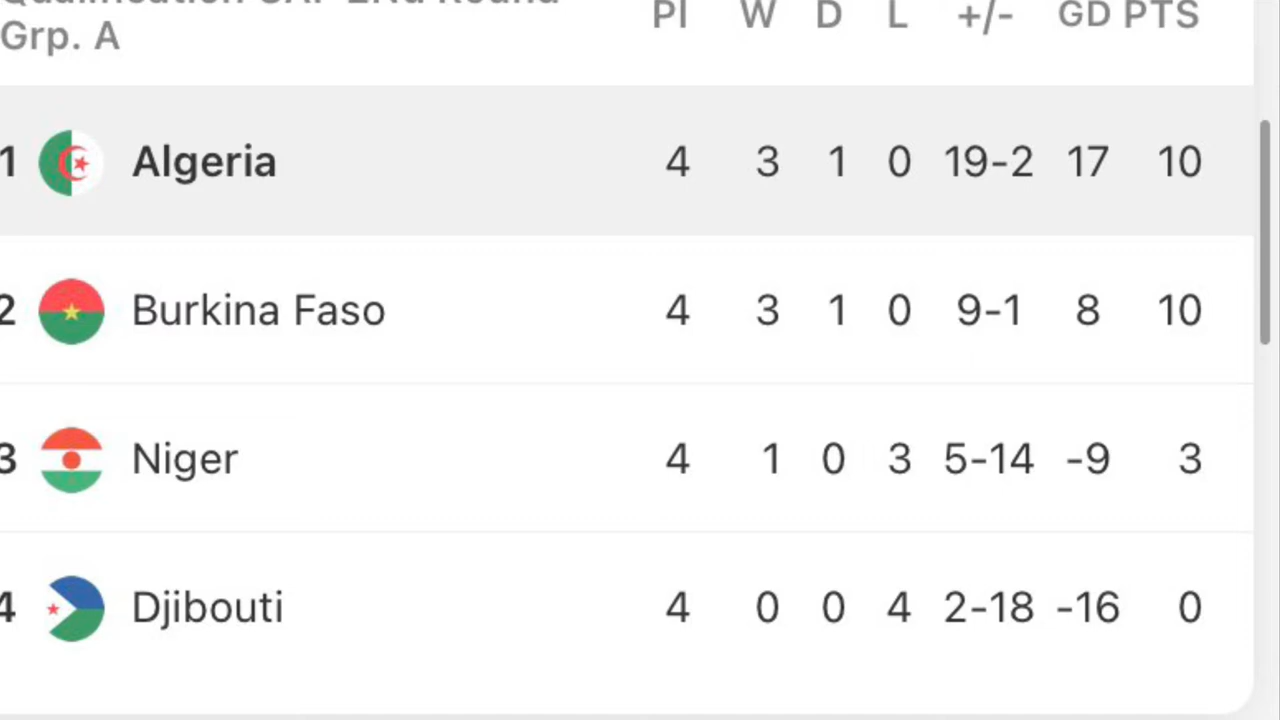 Grp. A
Pl W D L +/- GD PTS
1 Algeria 4 3 1 0 19-2 17 10
2 Burkina Faso 4 3 1 0 9-1 8 10
3 Niger 4 1 0 3 5-14 -9 3
4 Djibouti 4 0 0 4 2-18 -16 0